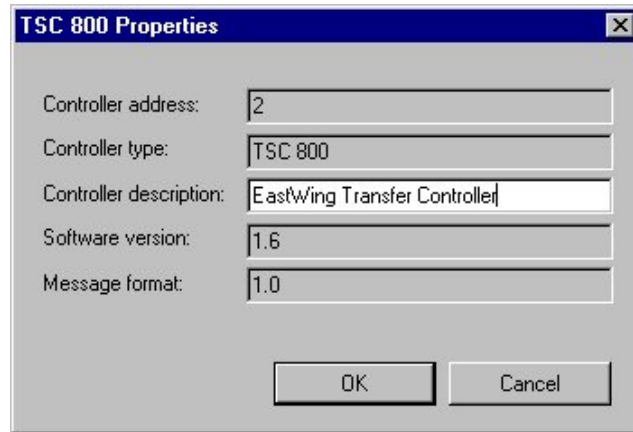 TSC 800 Properties
Controller address: 2
Controller type: TSC 800
Controller description: EastWing Transfer Controller
Software version: 1.6
Message format: 1.0
OK Cancel